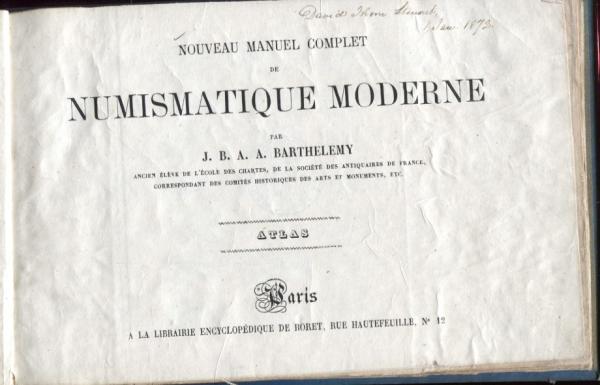 David
1873
NOUVEAU MANUEL COMPLET
DE
NUMISMATIQUE MODERNE
PAR
J. B. A. A. BARTHELEMY
ANCIEN ÉLÈVE DE L'ÉCOLE DES CHARTES, DE LA SOCIÉTÉ DES ANTIQUAIRES DE FRANCE,
CORRESPONDANT DES COMITÉS HISTORIQUES DES ARTS ET MONUMENTS, ETC.
ATLAS
Paris
A LA LIBRAIRIE ENCYCLOPÉDIQUE DE RORET, RUE HAUTEFEUILLE, N° 12